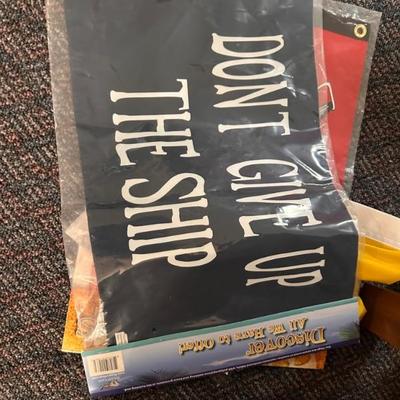 DONT GIVE UP
THE SHIP
Discover
All We Have to Offer!